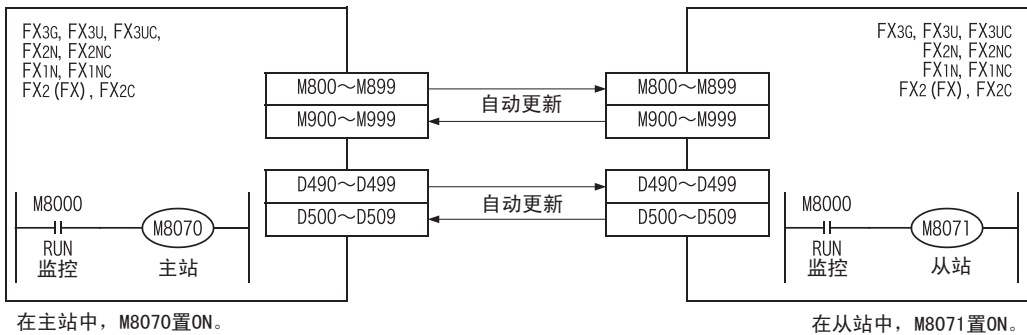 FX3G, FX3U, FX3UC,
FX2N, FX2NC
FX1N, FX1NC
FX2 (FX) , FX2C
M800～M899
M900～M999
D490～D499
D500～D509
M8000
M8070
RUN
监控
主站
自动更新
自动更新
FX3G, FX3U, FX3UC
FX2N, FX2NC
FX1N, FX1NC
FX2 (FX) , FX2C
M800～M899
M900～M999
D490～D499
D500～D509
M8000
M8071
RUN
监控
从站
在主站中，M8070置ON。
在从站中，M8071置ON。